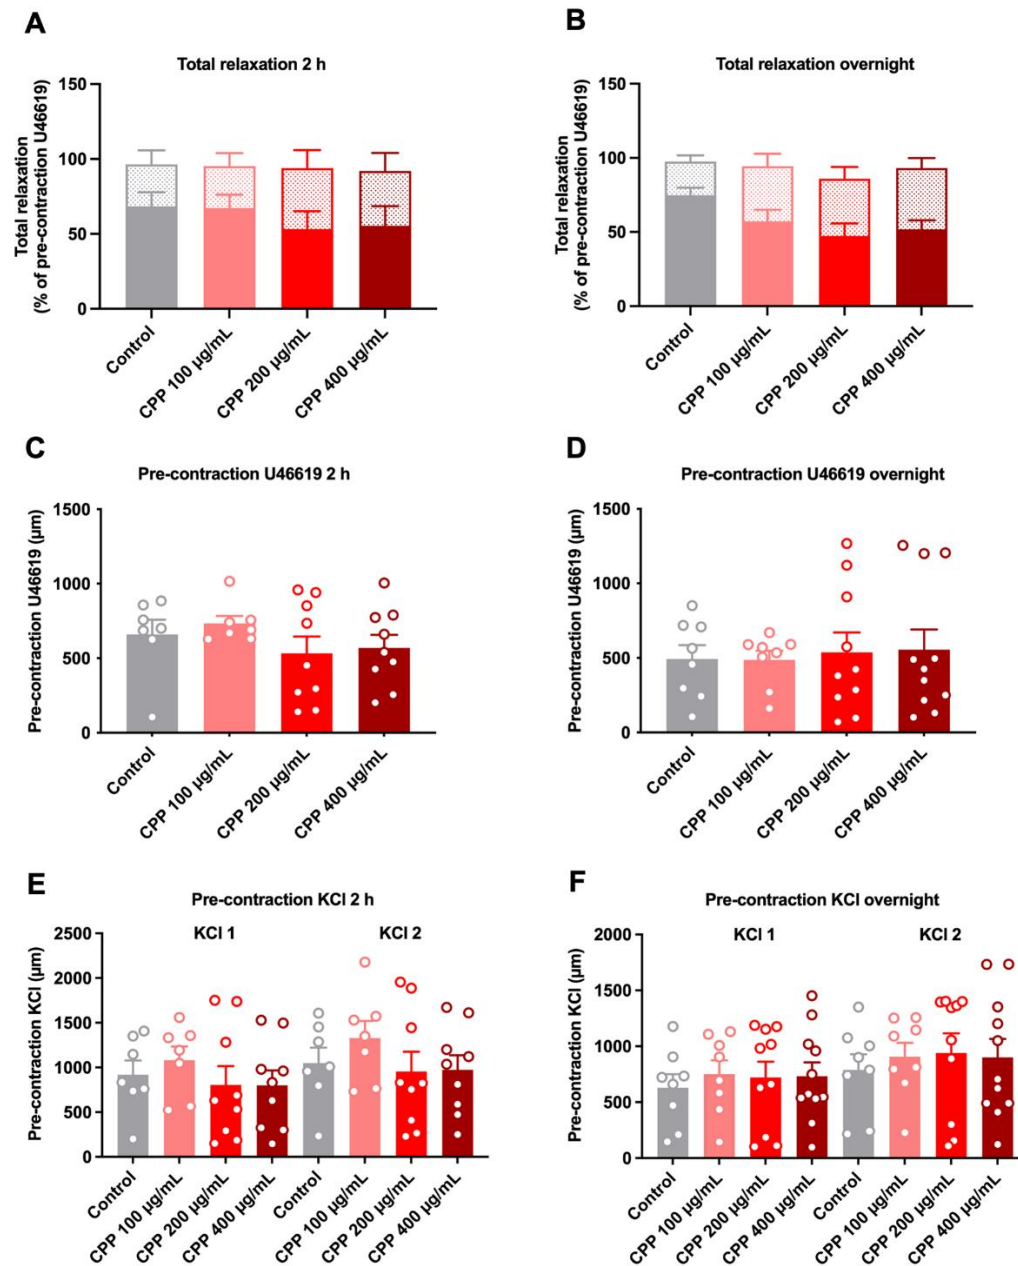 A
Total relaxation 2 h
Total relaxation
(% of pre-contraction U46619)
150
100
50
0
Control
CPP 100 µg/mL
CPP 200 µg/mL
CPP 400 µg/mL
B
Total relaxation overnight
Total relaxation
(% of pre-contraction U46619)
150
100
50
0
Control
CPP 100 µg/mL
CPP 200 µg/mL
CPP 400 µg/mL
C
Pre-contraction U46619 2 h
Pre-contraction U46619 (µm)
1500
1000
500
0
Control
CPP 100 µg/mL
CPP 200 µg/mL
CPP 400 µg/mL
D
Pre-contraction U46619 overnight
Pre-contraction U46619 (µm)
1500
1000
500
0
Control
CPP 100 µg/mL
CPP 200 µg/mL
CPP 400 µg/mL
E
Pre-contraction KCl 2 h
KCl 1
KCl 2
Pre-contraction KCl (µm)
2500
2000
1500
1000
500
0
Control
CPP 100 µg/mL
CPP 200 µg/mL
CPP 400 µg/mL
Control
CPP 100 µg/mL
CPP 200 µg/mL
CPP 400 µg/mL
F
Pre-contraction KCl overnight
KCl 1
KCl 2
Pre-contraction KCl (µm)
2000
1500
1000
500
0
Control
CPP 100 µg/mL
CPP 200 µg/mL
CPP 400 µg/mL
Control
CPP 100 µg/mL
CPP 200 µg/mL
CPP 400 µg/mL